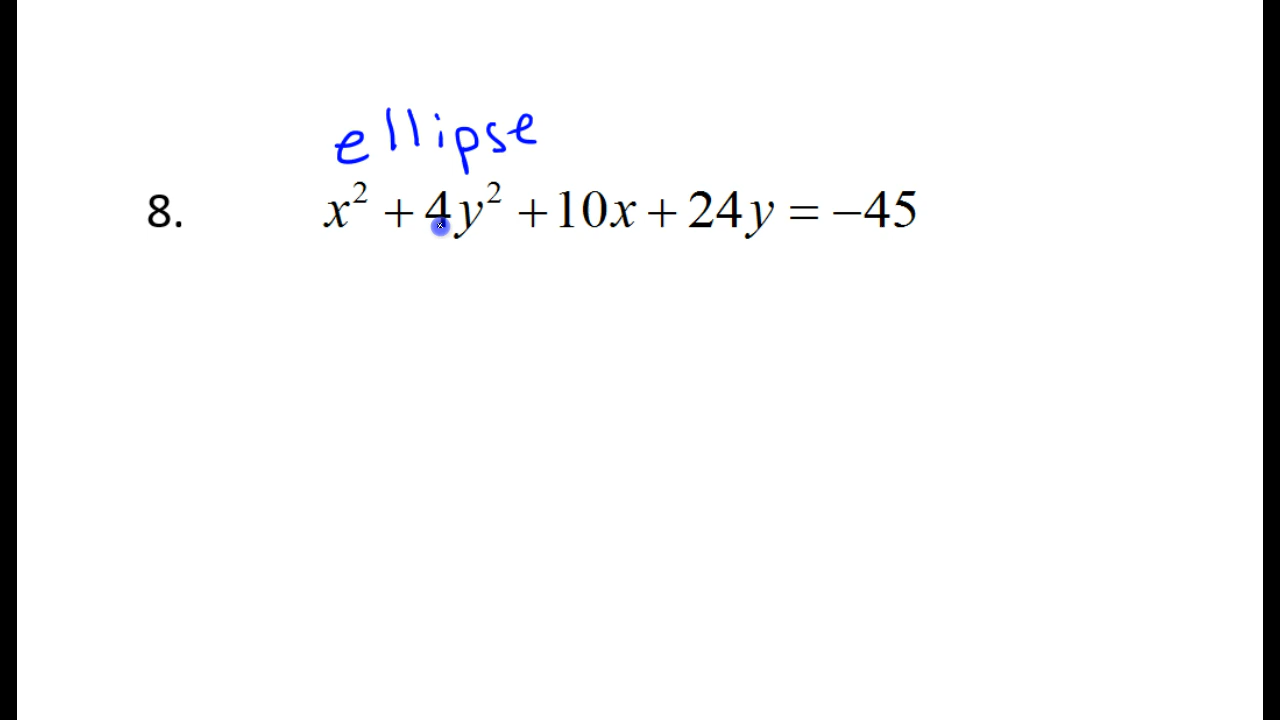 ellipse
8. x² + 4y² + 10x + 24y = −45